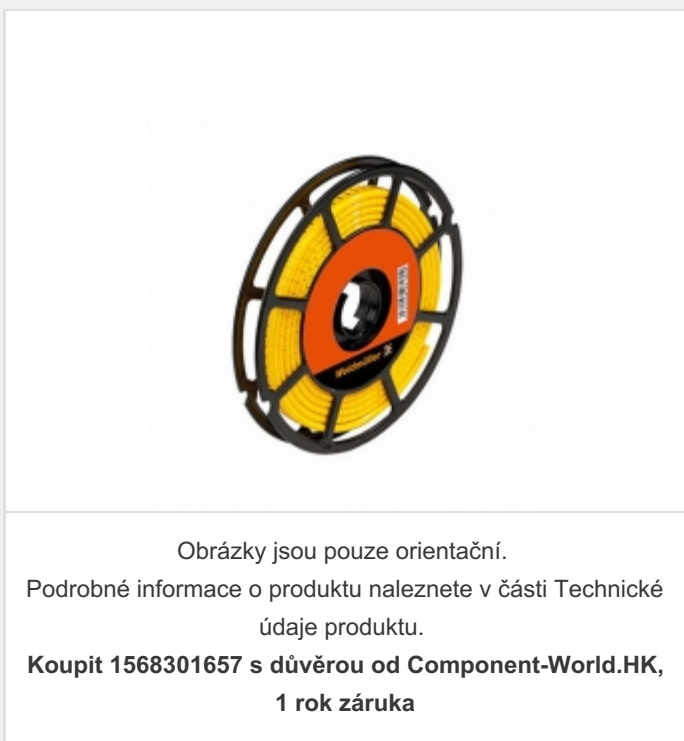 Weidmüller
Obrázky jsou pouze orientační.
Podrobné informace o produktu naleznete v části Technické
údaje produktu.
Koupit 1568301657 s důvěrou od Component-World.HK,
1 rok záruka